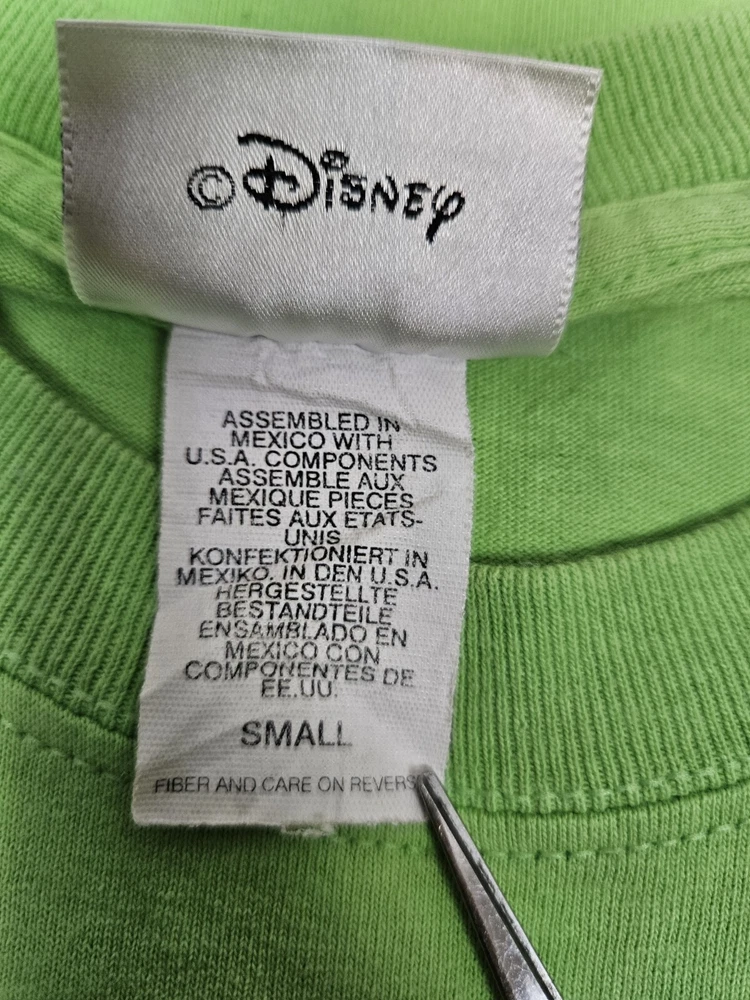 ©Disney
ASSEMBLED IN
MEXICO WITH
U.S.A. COMPONENTS
ASSEMBLE AUX
MEXIQUE PIECES
FAITES AUX ETATS-
UNIS
KONFEKTIONIERT IN
MEXIKO. IN DEN U.S.A.
HERGESTELLTE
BESTANDTEILE
ENSAMBLADO EN
MEXICO CON
COMPONENTES DE
EE.UU.
SMALL
FIBER AND CARE ON REVERSE